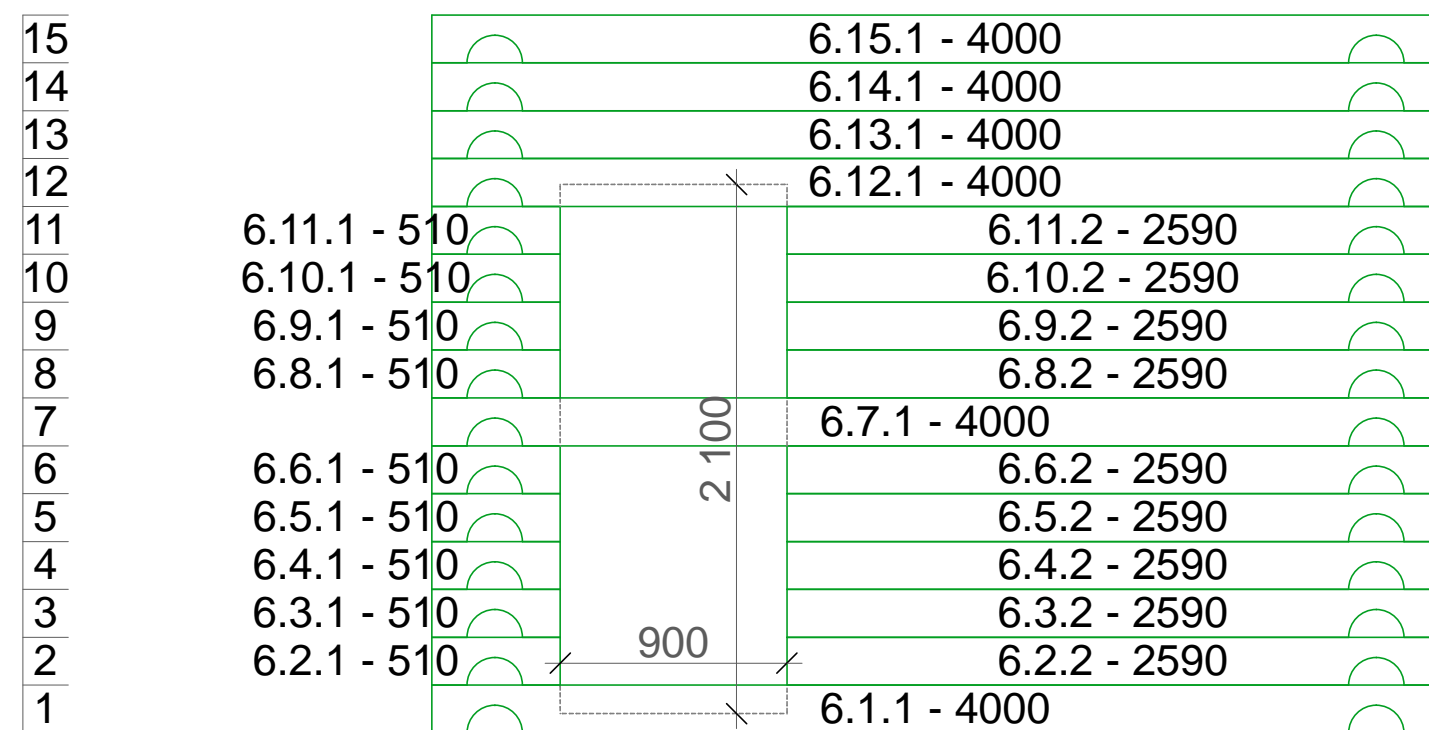 15 6.15.1 - 4000
14 6.14.1 - 4000
13 6.13.1 - 4000
12 6.12.1 - 4000
11 6.11.1 - 510 6.11.2 - 2590
10 6.10.1 - 510 6.10.2 - 2590
9 6.9.1 - 510 6.9.2 - 2590
8 6.8.1 - 510 6.8.2 - 2590
7 6.7.1 - 4000
2 100
6 6.6.1 - 510 6.6.2 - 2590
5 6.5.1 - 510 6.5.2 - 2590
4 6.4.1 - 510 6.4.2 - 2590
3 6.3.1 - 510 6.3.2 - 2590
900
2 6.2.1 - 510 6.2.2 - 2590
1 6.1.1 - 4000